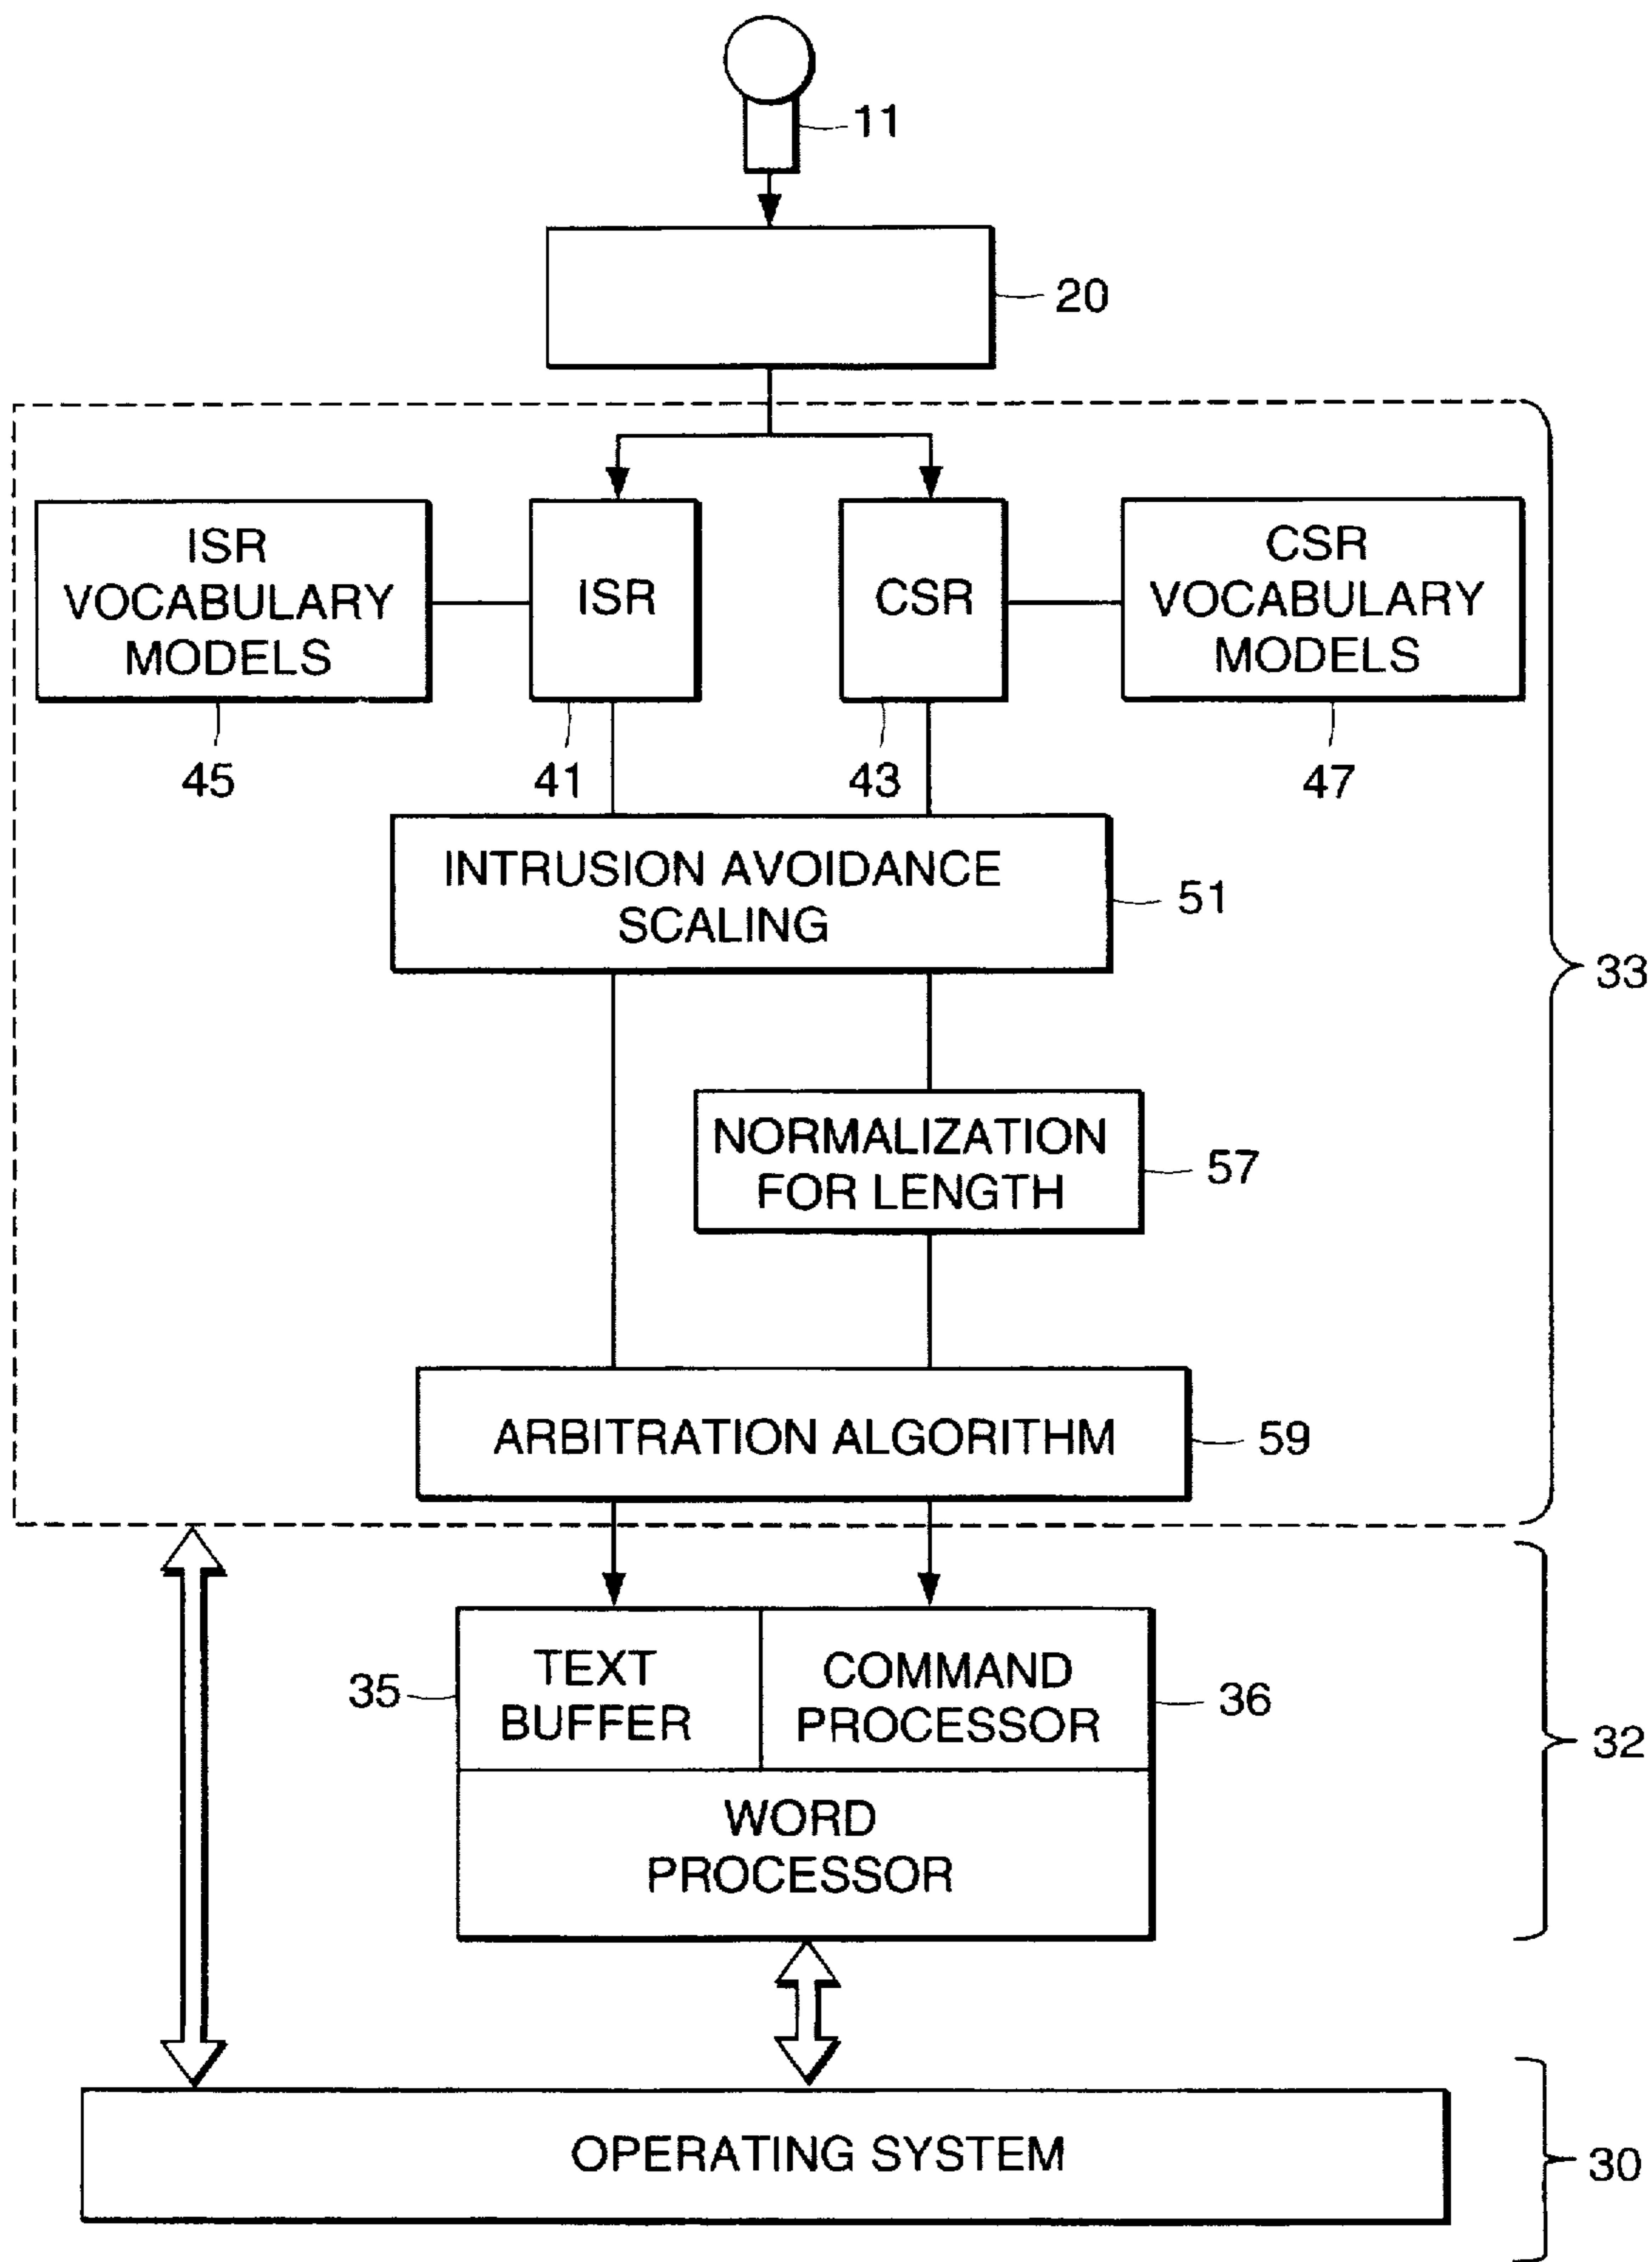 11
20
ISR
VOCABULARY
MODELS
ISR
CSR
CSR
VOCABULARY
MODELS
45
41
43
47
INTRUSION AVOIDANCE
SCALING
51
33
NORMALIZATION
FOR LENGTH
57
ARBITRATION ALGORITHM
59
35
TEXT
BUFFER
COMMAND
PROCESSOR
36
32
WORD
PROCESSOR
OPERATING SYSTEM
30